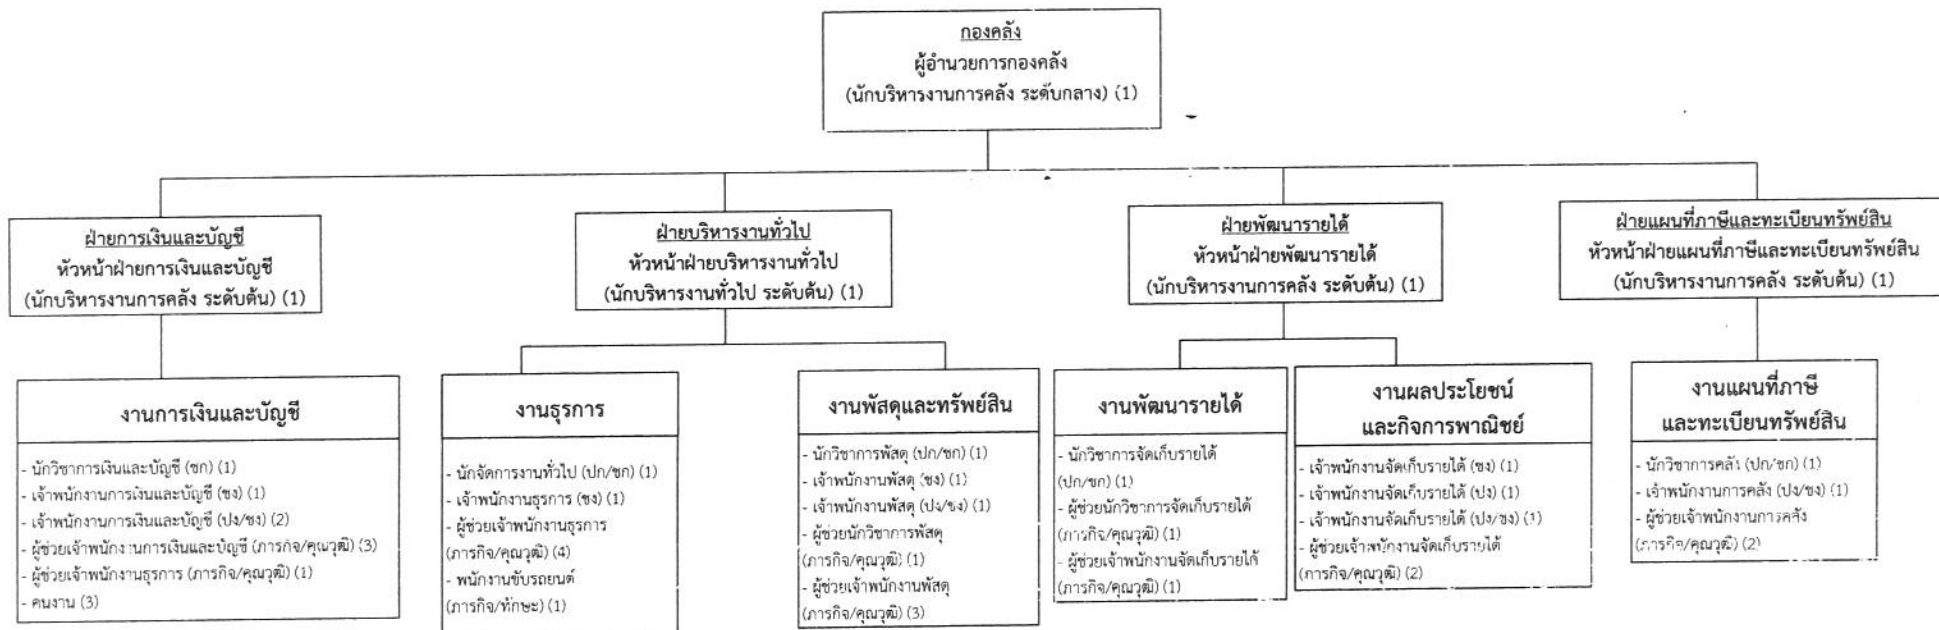 กองคลัง
ผู้อำนวยการกองคลัง
(นักบริหารงานการคลัง ระดับกลาง) (1)
ฝ่ายการเงินและบัญชี
หัวหน้าฝ่ายการเงินและบัญชี
(นักบริหารงานการคลัง ระดับต้น) (1)
ฝ่ายบริหารงานทั่วไป
หัวหน้าฝ่ายบริหารงานทั่วไป
(นักบริหารงานทั่วไป ระดับต้น) (1)
ฝ่ายพัฒนารายได้
หัวหน้าฝ่ายพัฒนารายได้
(นักบริหารงานการคลัง ระดับต้น) (1)
ฝ่ายแผนที่ภาษีและทะเบียนทรัพย์สิน
หัวหน้าฝ่ายแผนที่ภาษีและทะเบียนทรัพย์สิน
(นักบริหารงานการคลัง ระดับต้น) (1)
งานการเงินและบัญชี
- นักวิชาการเงินและบัญชี (ชก) (1)
- เจ้าพนักงานการเงินและบัญชี (ชง) (1)
- เจ้าพนักงานการเงินและบัญชี (ปง/ชง) (2)
- ผู้ช่วยเจ้าพนักงานการเงินและบัญชี (ภารกิจ/คุณวุฒิ) (3)
- ผู้ช่วยเจ้าพนักงานธุรการ (ภารกิจ/คุณวุฒิ) (1)
- คนงาน (3)
งานธุรการ
- นักจัดการงานทั่วไป (ปก/ชก) (1)
- เจ้าพนักงานธุรการ (ชง) (1)
- ผู้ช่วยเจ้าพนักงานธุรการ
(ภารกิจ/คุณวุฒิ) (4)
- พนักงานขับรถยนต์
(ภารกิจ/ทักษะ) (1)
งานพัสดุและทรัพย์สิน
- นักวิชาการพัสดุ (ปก/ชก) (1)
- เจ้าพนักงานพัสดุ (ชง) (1)
- เจ้าพนักงานพัสดุ (ปง/ชง) (1)
- ผู้ช่วยนักวิชาการพัสดุ
(ภารกิจ/คุณวุฒิ) (1)
- ผู้ช่วยเจ้าพนักงานพัสดุ
(ภารกิจ/คุณวุฒิ) (3)
งานพัฒนารายได้
- นักวิชาการจัดเก็บรายได้
(ปก/ชก) (1)
- ผู้ช่วยนักวิชาการจัดเก็บรายได้
(ภารกิจ/คุณวุฒิ) (1)
- ผู้ช่วยเจ้าพนักงานจัดเก็บรายได้
(ภารกิจ/คุณวุฒิ) (1)
งานผลประโยชน์
และกิจการพาณิชย์
- เจ้าพนักงานจัดเก็บรายได้ (ชง) (1)
- เจ้าพนักงานจัดเก็บรายได้ (ปง) (1)
- เจ้าพนักงานจัดเก็บรายได้ (ปง/ชง) (1)
- ผู้ช่วยเจ้าพนักงานจัดเก็บรายได้
(ภารกิจ/คุณวุฒิ) (2)
งานแผนที่ภาษี
และทะเบียนทรัพย์สิน
- นักวิชาการคลัง (ปก/ชก) (1)
- เจ้าพนักงานการคลัง (ปง/ชง) (1)
- ผู้ช่วยเจ้าพนักงานการคลัง
(ภารกิจ/คุณวุฒิ) (2)